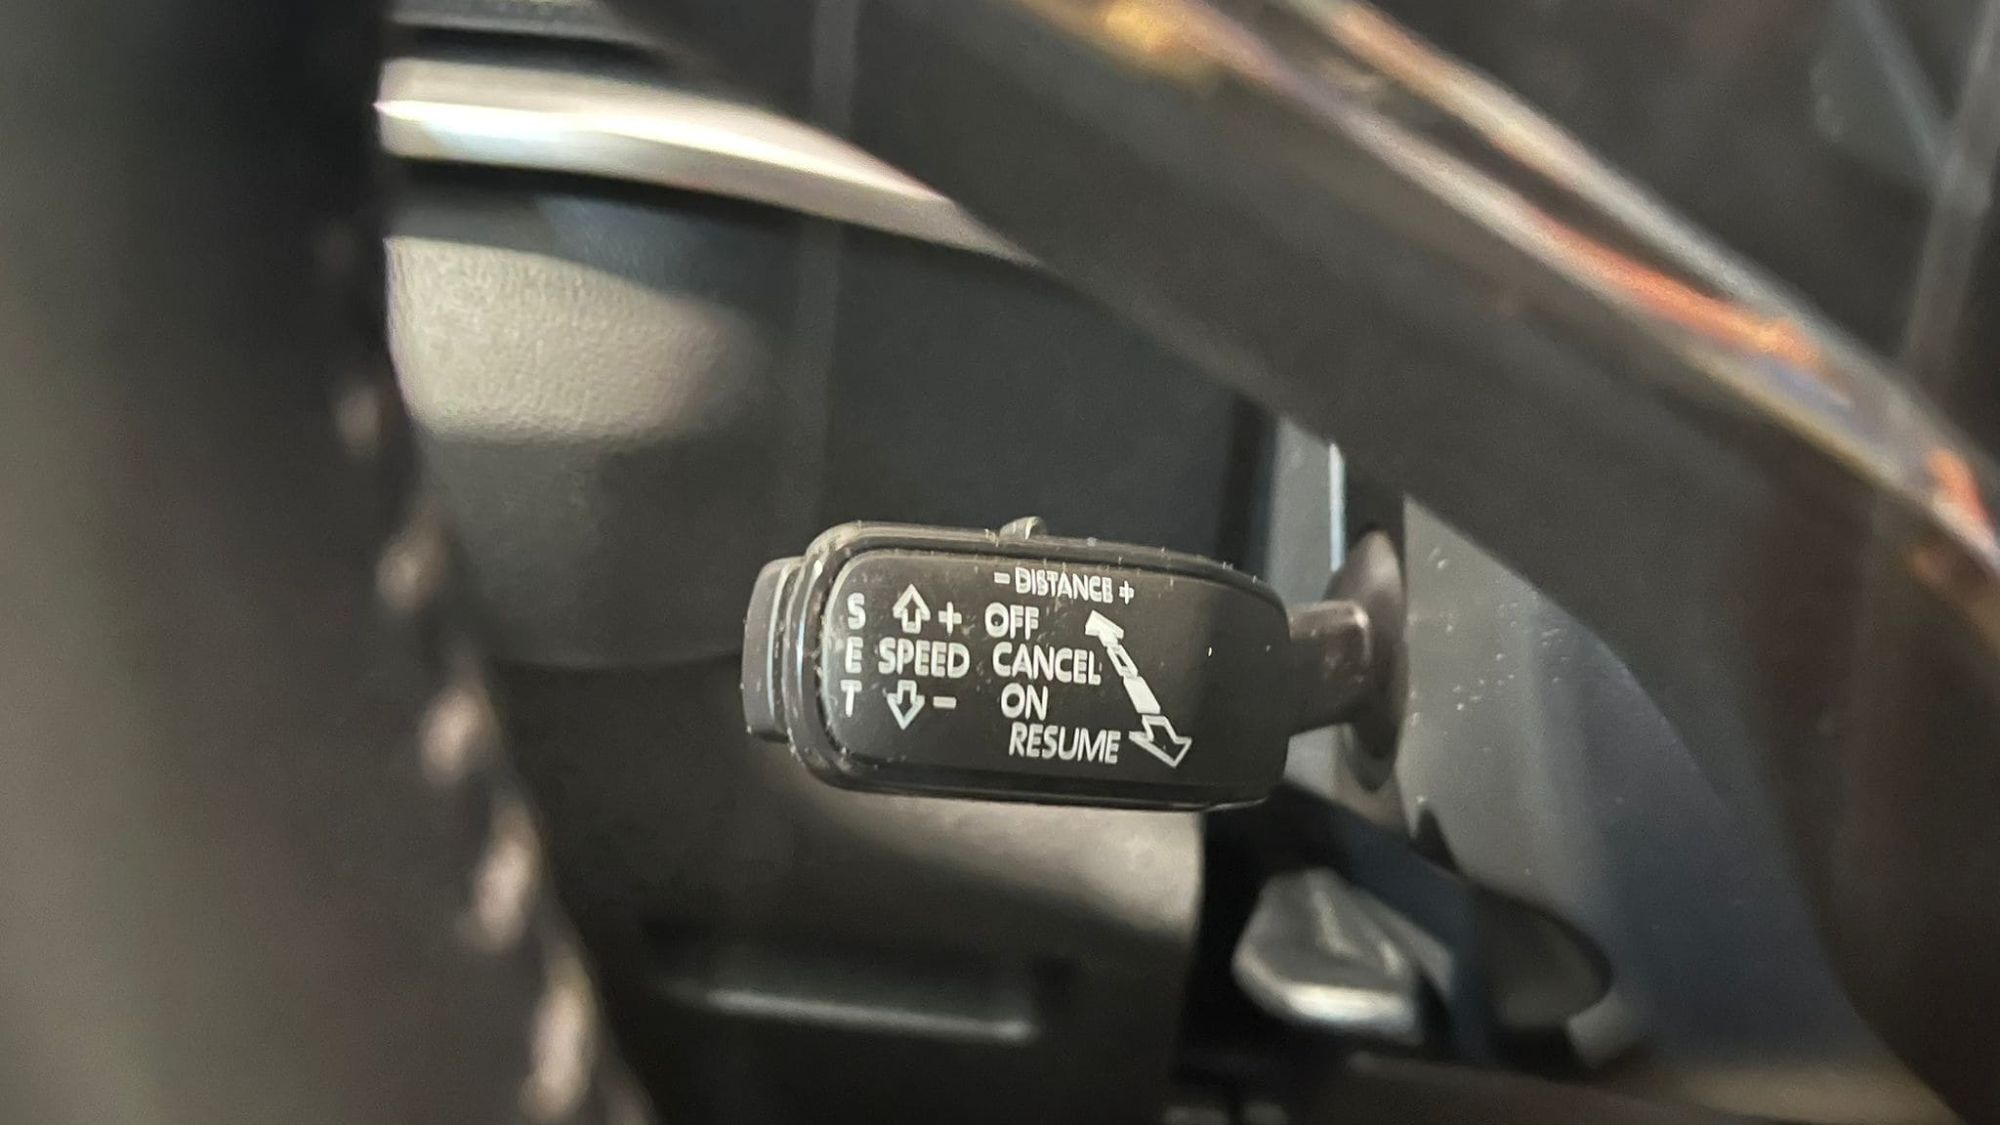 - DISTANCE +
S + OFF
E SPEED CANCEL
T - ON
RESUME